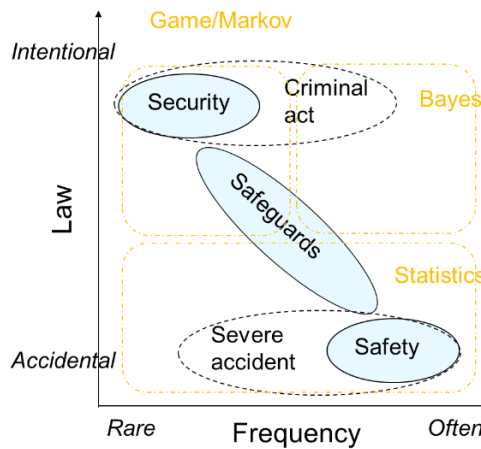 Game/Markov
Intentional
Security
Criminal
act
Bayes
Law
Safeguards
Statistics
Severe
accident
Safety
Accidental
Rare
Frequency
Often